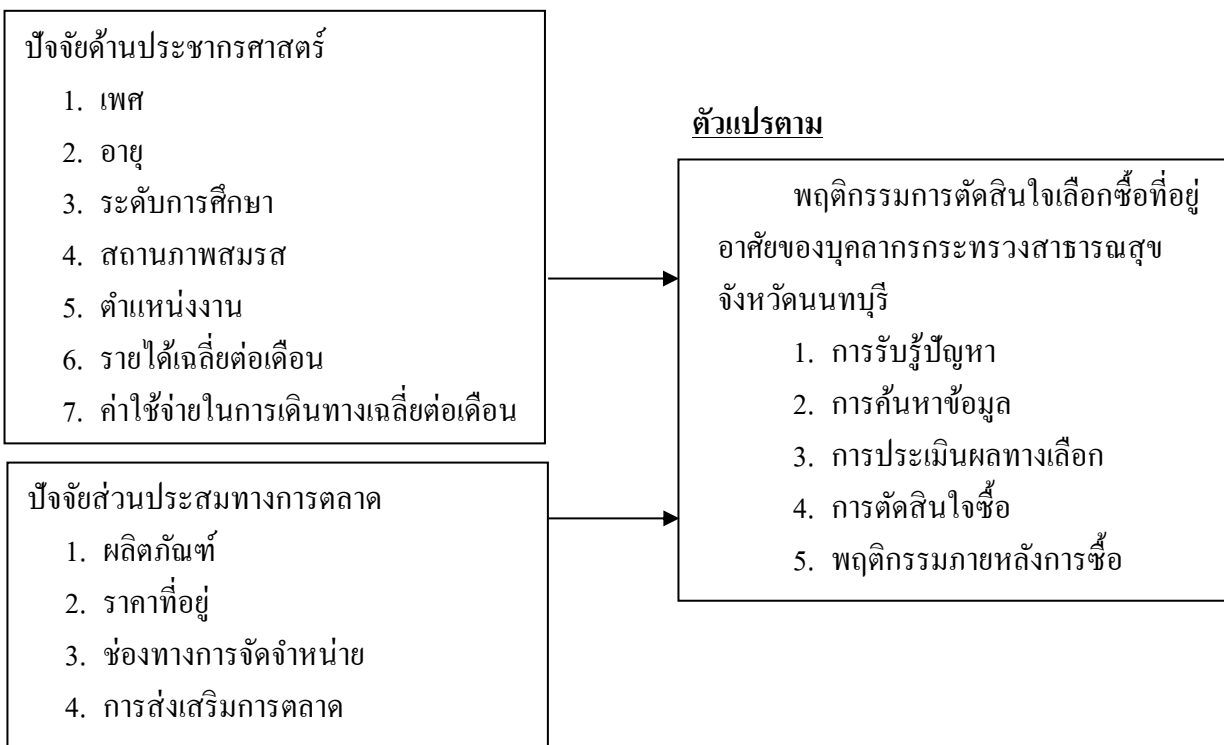 ปัจจัยด้านประชากรศาสตร์
1. เพศ
2. อายุ
3. ระดับการศึกษา
4. สถานภาพสมรส
5. ตำแหน่งงาน
6. รายได้เฉลี่ยต่อเดือน
7. ค่าใช้จ่ายในการเดินทางเฉลี่ยต่อเดือน
ปัจจัยส่วนประสมทางการตลาด
1. ผลิตภัณฑ์
2. ราคาที่อยู่
3. ช่องทางการจัดจำหน่าย
4. การส่งเสริมการตลาด
ตัวแปรตาม
พฤติกรรมการตัดสินใจเลือกซื้อที่อยู่
อาศัยของบุคลากรกระทรวงสาธารณสุข
จังหวัดนนทบุรี
1. การรับรู้ปัญหา
2. การค้นหาข้อมูล
3. การประเมินผลทางเลือก
4. การตัดสินใจซื้อ
5. พฤติกรรมภายหลังการซื้อ